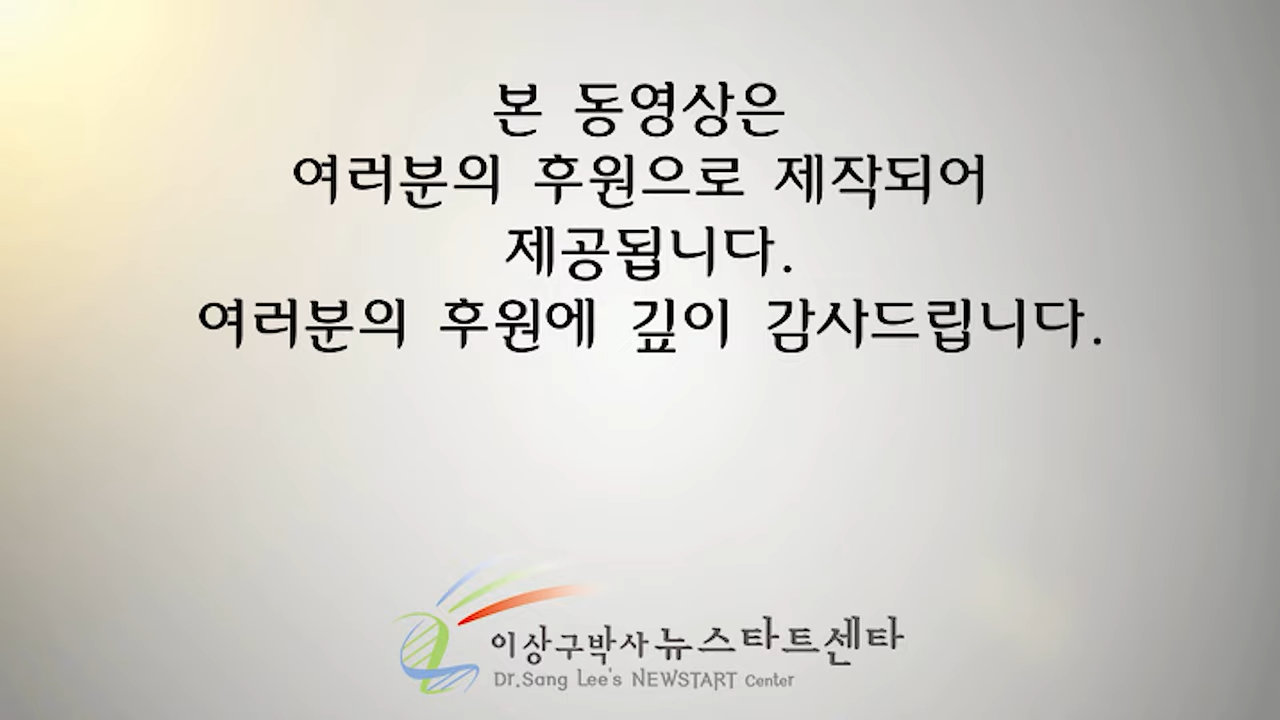 본 동영상은
여러분의 후원으로 제작되어
제공됩니다.
여러분의 후원에 깊이 감사드립니다.
이상구박사 뉴스타트센타
Dr.Sang Lee's NEWSTART Center